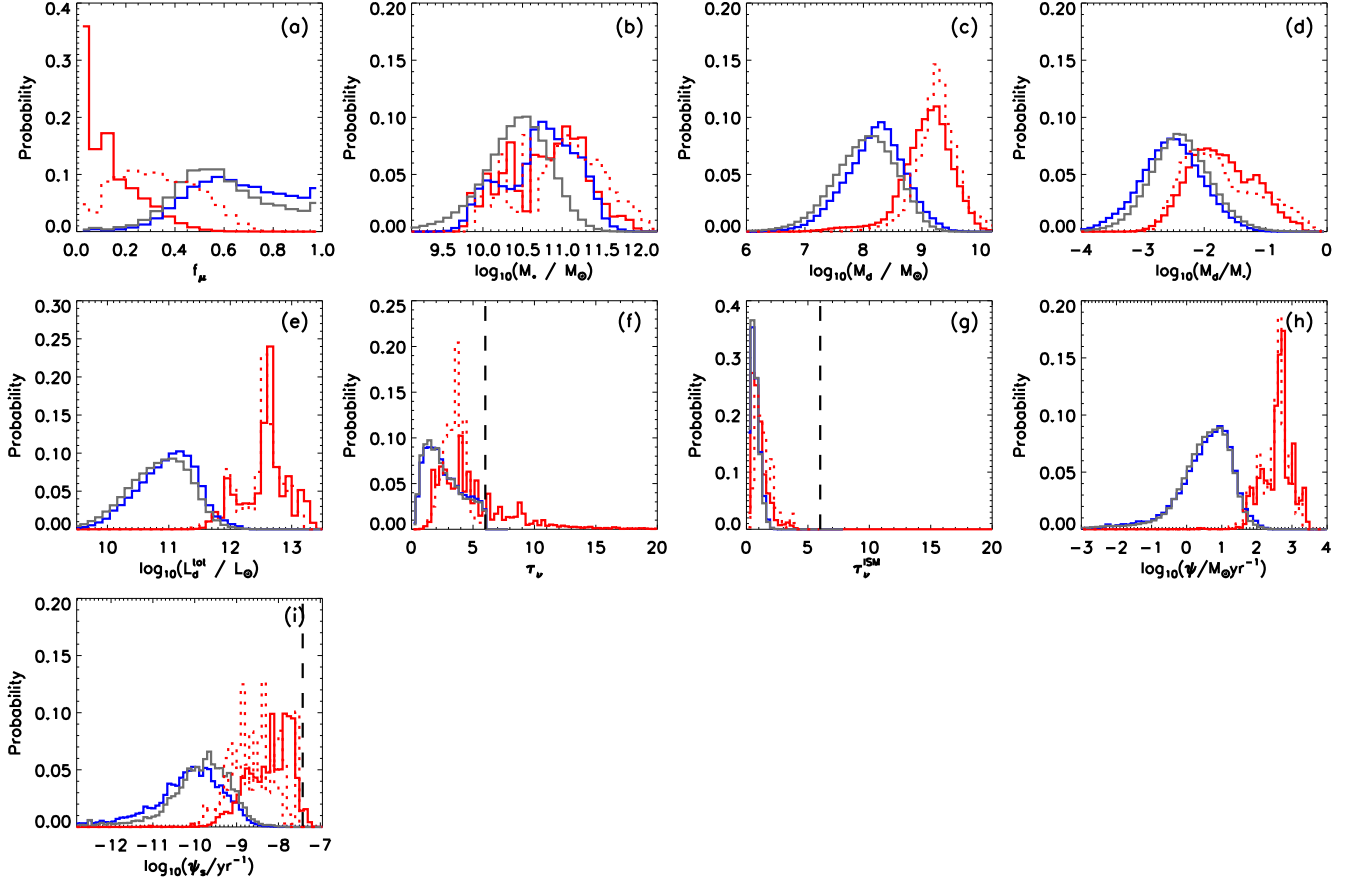 (a)
0.4
0.3
0.2
0.1
0.0
Probability
0.0 0.2 0.4 0.6 0.8 1.0
f_μ
(b)
0.20
0.15
0.10
0.05
0.00
Probability
9.5 10.0 10.5 11.0 11.5 12.0
log₁₀(M⁎ / M⊙)
(c)
0.20
0.15
0.10
0.05
0.00
Probability
6 7 8 9 10
log₁₀(M_d / M⊙)
(d)
0.20
0.15
0.10
0.05
0.00
Probability
−4 −3 −2 −1 0
log₁₀(M_d/M⁎)
(e)
0.30
0.25
0.20
0.15
0.10
0.05
0.00
Probability
10 11 12 13
log₁₀(L_d^tot / L⊙)
(f)
0.20
0.15
0.10
0.05
0.00
Probability
0 5 10 15 20
τ_ν
(g)
0.4
0.3
0.2
0.1
0.0
Probability
0 5 10 15 20
τ_ν^ISM
(h)
0.20
0.15
0.10
0.05
0.00
Probability
−3 −2 −1 0 1 2 3 4
log₁₀(ψ/M⊙yr⁻¹)
(i)
0.20
0.15
0.10
0.05
0.00
Probability
−12 −11 −10 −9 −8 −7
log₁₀(ψ_s/yr⁻¹)